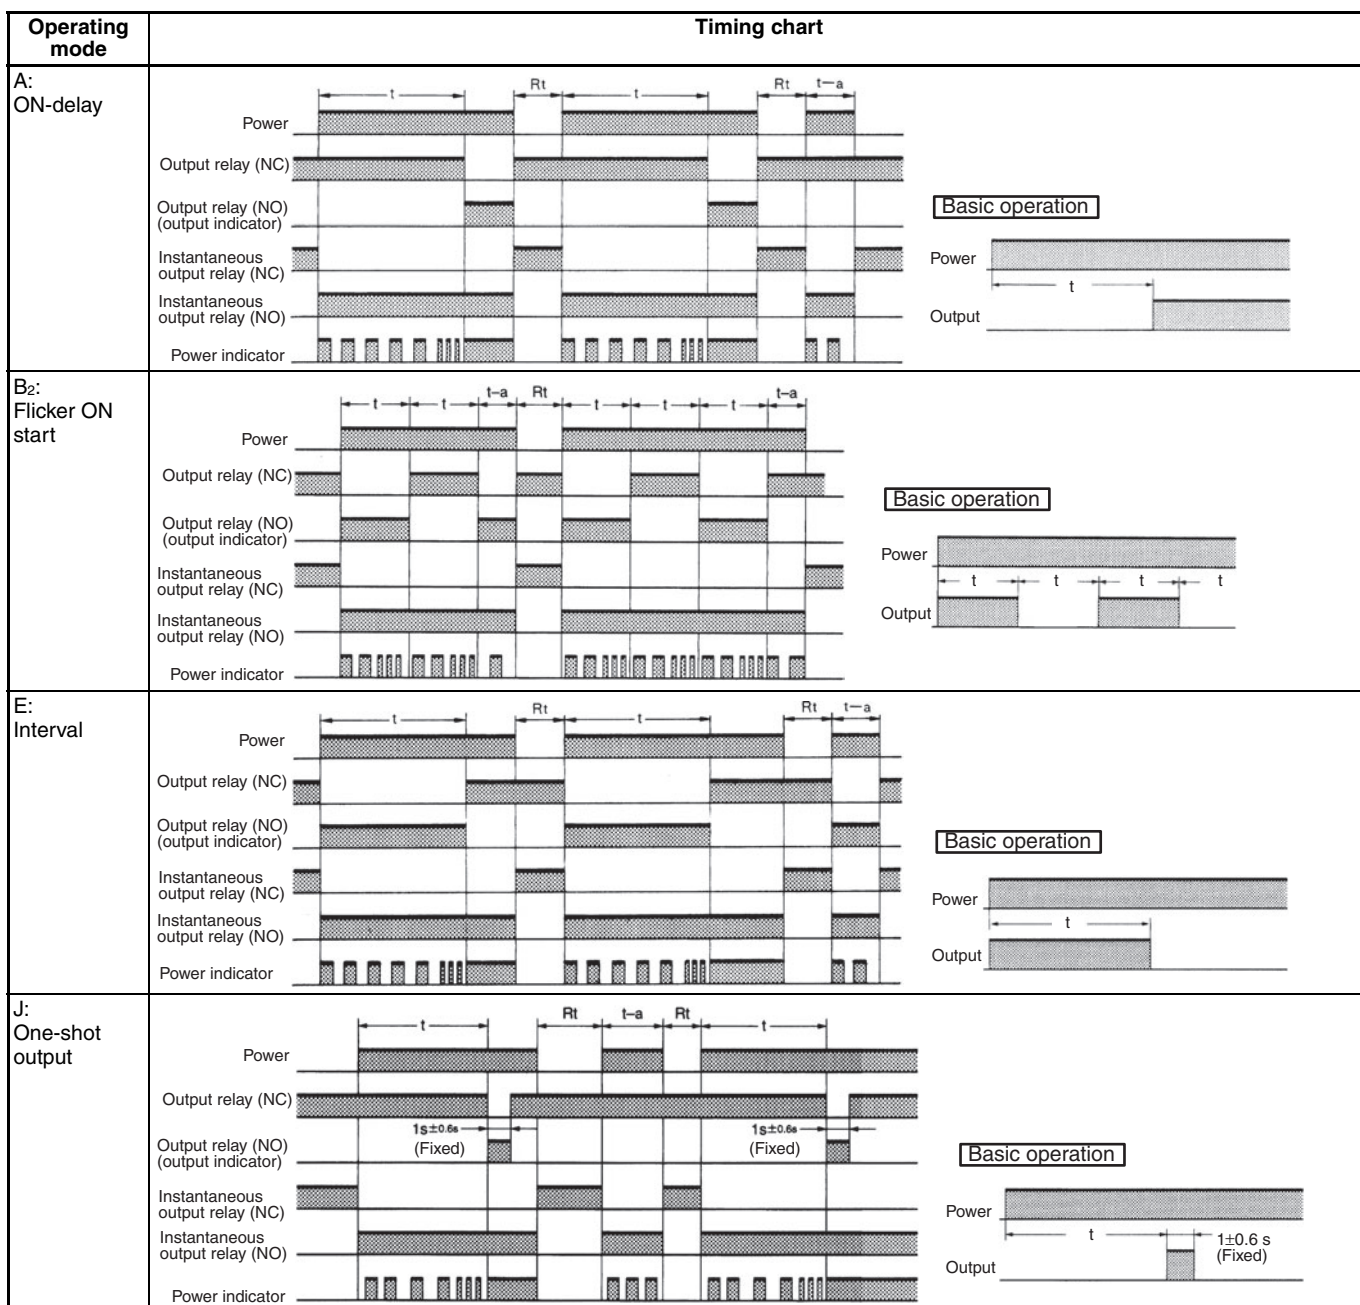 Operating
mode
Timing chart
A:
ON-delay
t
Rt
t
Rt
t−a
Power
Output relay (NC)
Output relay (NO)
(output indicator)
Instantaneous
output relay (NC)
Instantaneous
output relay (NO)
Power indicator
Basic operation
Power
t
Output
B₂:
Flicker ON
start
t
t
t−a
Rt
t
t
t
t−a
Power
Output relay (NC)
Output relay (NO)
(output indicator)
Instantaneous
output relay (NC)
Instantaneous
output relay (NO)
Power indicator
Basic operation
Power
t
t
t
t
Output
E:
Interval
t
Rt
t
Rt
t−a
Power
Output relay (NC)
Output relay (NO)
(output indicator)
Instantaneous
output relay (NC)
Instantaneous
output relay (NO)
Power indicator
Basic operation
Power
t
Output
J:
One-shot
output
t
Rt
t−a
Rt
t
Power
Output relay (NC)
1s±0.6s
(Fixed)
1s±0.6s
(Fixed)
Output relay (NO)
(output indicator)
Instantaneous
output relay (NC)
Instantaneous
output relay (NO)
Power indicator
Basic operation
Power
t
1±0.6 s
(Fixed)
Output